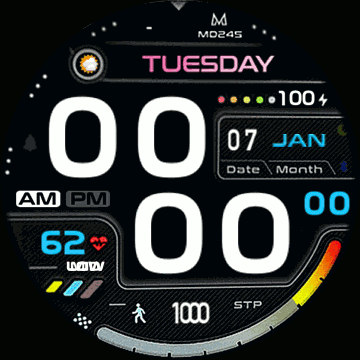 MD245
TUESDAY
100
00
07 JAN
Date Month
AM PM
00
00
62
1000 STP